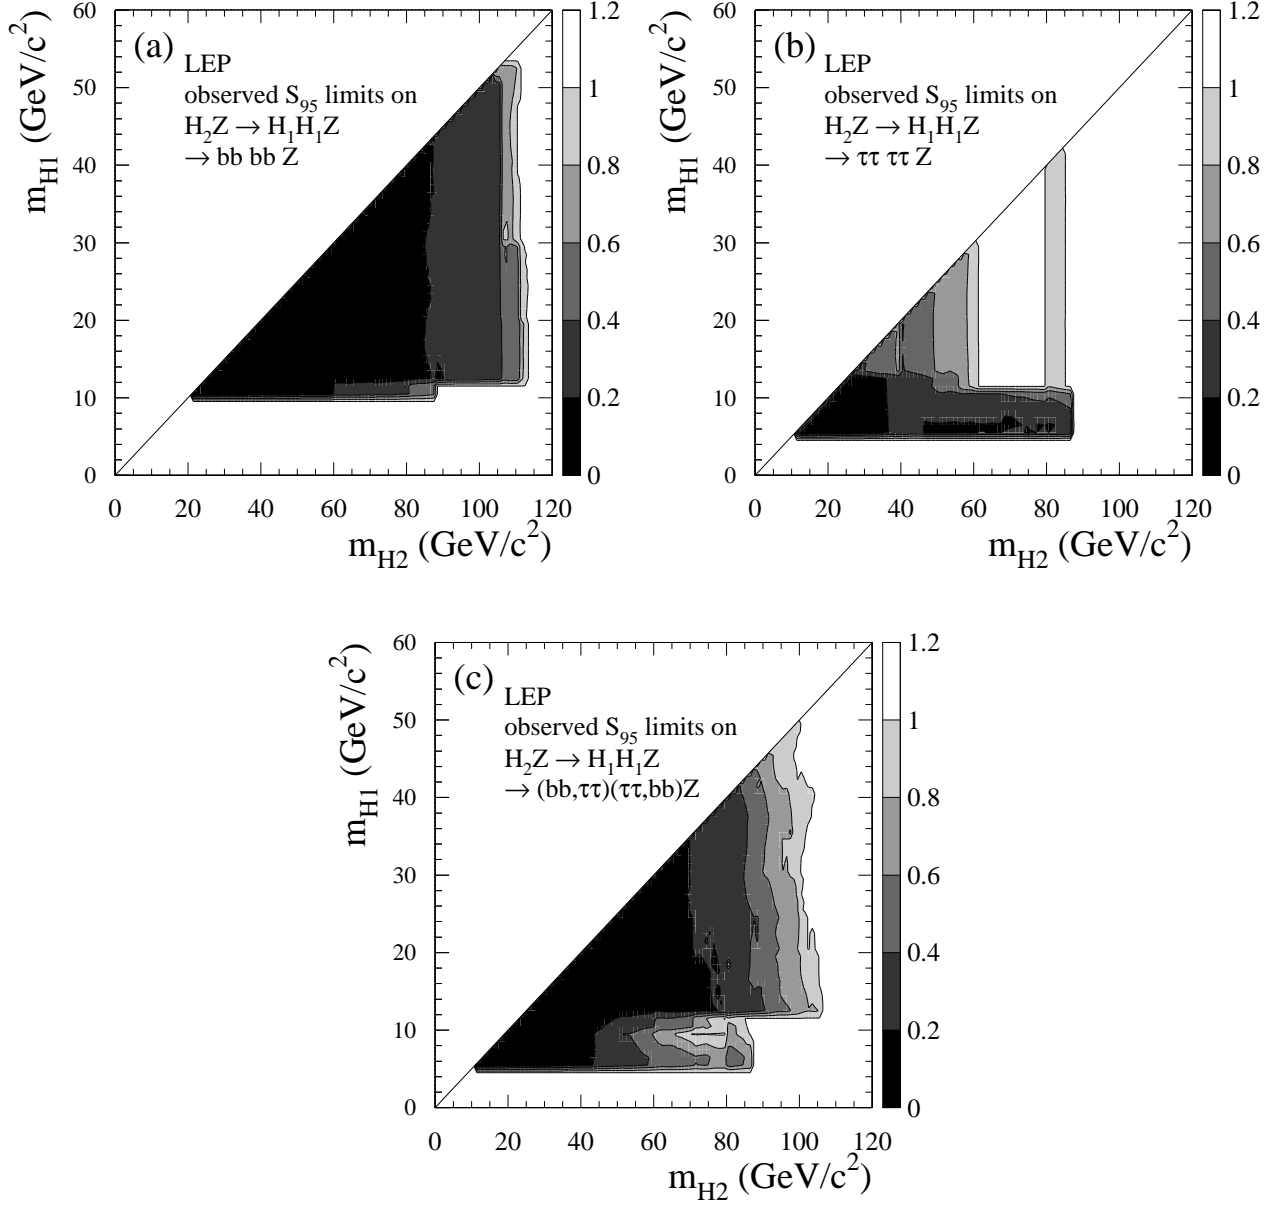 (a)
LEP
observed S95 limits on
H2Z → H1H1Z
→ bb bb Z
mH1 (GeV/c2)
60
50
40
30
20
10
0
0 20 40 60 80 100 120
mH2 (GeV/c2)
1.2
1
0.8
0.6
0.4
0.2
0
(b)
LEP
observed S95 limits on
H2Z → H1H1Z
→ ττ ττ Z
mH1 (GeV/c2)
60
50
40
30
20
10
0
0 20 40 60 80 100 120
mH2 (GeV/c2)
1.2
1
0.8
0.6
0.4
0.2
0
(c)
LEP
observed S95 limits on
H2Z → H1H1Z
→ (bb,ττ)(ττ,bb)Z
mH1 (GeV/c2)
60
50
40
30
20
10
0
0 20 40 60 80 100 120
mH2 (GeV/c2)
1.2
1
0.8
0.6
0.4
0.2
0